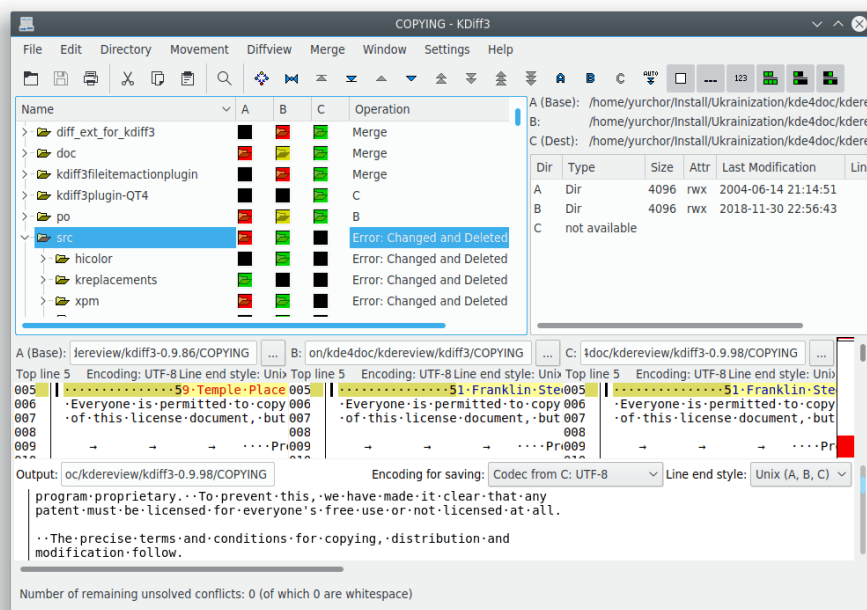 COPYING - KDiff3
File Edit Directory Movement Diffview Merge Window Settings Help
A B C AUTO 123
Name A B C Operation
diff_ext_for_kdiff3 Merge
doc Merge
kdiff3fileitemactionplugin Merge
kdiff3plugin-QT4 C
po B
src Error: Changed and Deleted
hicolor Error: Changed and Deleted
kreplacements Error: Changed and Deleted
xpm Error: Changed and Deleted
A (Base): /home/yurchor/Install/Ukrainization/kde4doc/kdere
B: /home/yurchor/Install/Ukrainization/kde4doc/kdere
C (Dest): /home/yurchor/Install/Ukrainization/kde4doc/kdere
Dir Type Size Attr Last Modification Lin
A Dir 4096 rwx 2004-06-14 21:14:51
B Dir 4096 rwx 2018-11-30 22:56:43
C not available
A (Base): dereview/kdiff3-0.9.86/COPYING ... B: on/kde4doc/kdereview/kdiff3/COPYING ... C: 4doc/kdereview/kdiff3-0.9.98/COPYING ...
Top line 5 Encoding: UTF-8 Line end style: Unix Top line 5 Encoding: UTF-8 Line end style: Unix Top line 5 Encoding: UTF-8 Line end style: Unix
005 ···············59·Temple·Place 005 ···············51·Franklin·Stee 005 ···············51·Franklin·Stee
006 ·Everyone·is·permitted·to·copy 006 ·Everyone·is·permitted·to·copy 006 ·Everyone·is·permitted·to·copy
007 ·of·this·license·document,·but 007 ·of·this·license·document,·but 007 ·of·this·license·document,·but
008 008 008
009 → → → ····Pr 009 → → → ····Pr 009 → → → ····Pr
Output: oc/kdereview/kdiff3-0.9.98/COPYING Encoding for saving: Codec from C: UTF-8 Line end style: Unix (A, B, C)
program·proprietary.··To·prevent·this,·we·have·made·it·clear·that·any
patent·must·be·licensed·for·everyone's·free·use·or·not·licensed·at·all.
··The·precise·terms·and·conditions·for·copying,·distribution·and
modification·follow.
Number of remaining unsolved conflicts: 0 (of which 0 are whitespace)